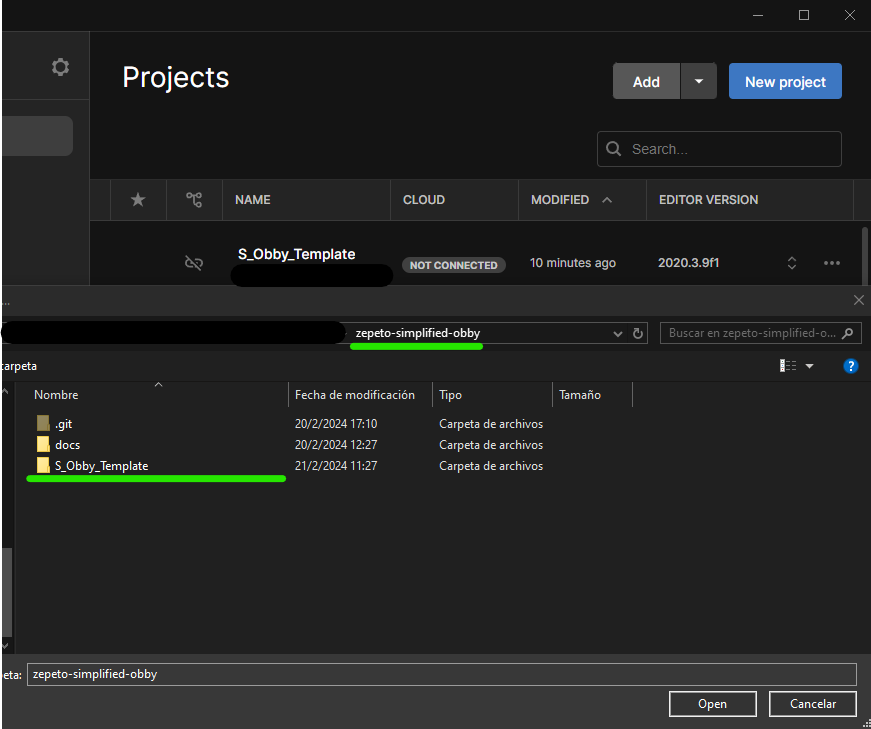 Projects
Add
New project
Search...
NAME CLOUD MODIFIED EDITOR VERSION
S_Obby_Template
NOT CONNECTED 10 minutes ago 2020.3.9f1
...
zepeto-simplified-obby Buscar en zepeto-simplified-o...
carpeta ?
Nombre Fecha de modificación Tipo Tamaño
.git 20/2/2024 17:10 Carpeta de archivos
docs 20/2/2024 12:27 Carpeta de archivos
S_Obby_Template 21/2/2024 11:27 Carpeta de archivos
peta: zepeto-simplified-obby
Open Cancelar